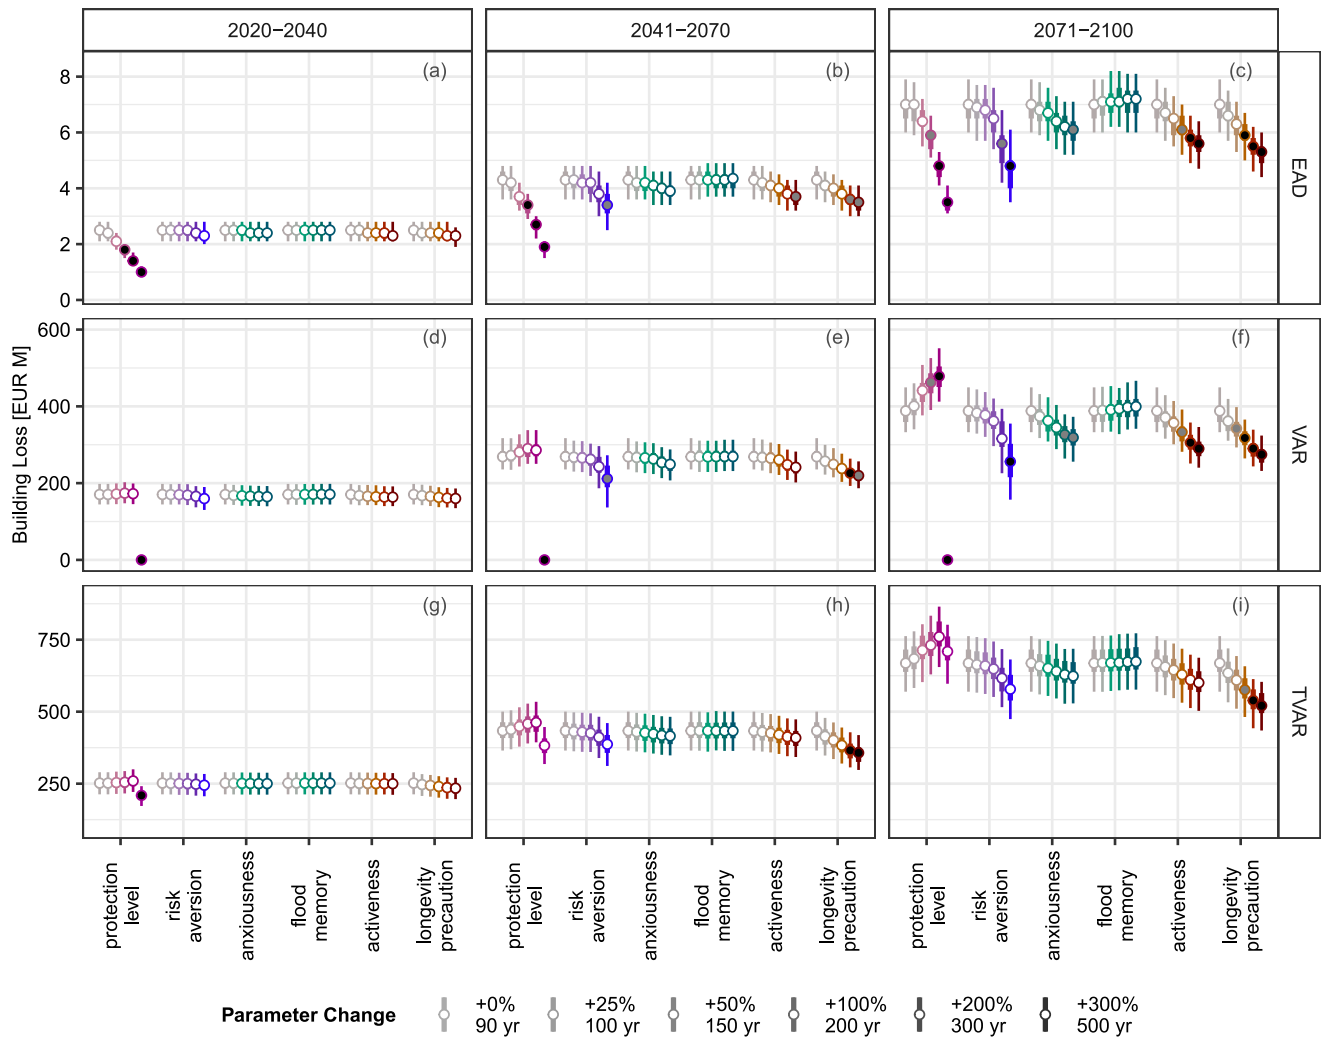 2020−2040
2041−2070
2071−2100
(a)
(b)
(c)
8
6
4
2
0
EAD
(d)
(e)
(f)
600
400
200
0
VAR
Building Loss [EUR M]
(g)
(h)
(i)
750
500
250
TVAR
protection
level
risk
aversion
anxiousness
flood
memory
activeness
longevity
precaution
protection
level
risk
aversion
anxiousness
flood
memory
activeness
longevity
precaution
protection
level
risk
aversion
anxiousness
flood
memory
activeness
longevity
precaution
Parameter Change
+0%
90 yr
+25%
100 yr
+50%
150 yr
+100%
200 yr
+200%
300 yr
+300%
500 yr